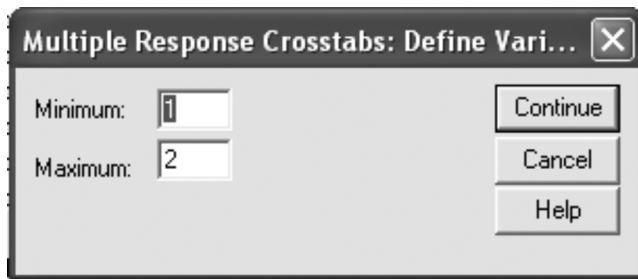 Multiple Response Crosstabs: Define Vari...
Minimum: 1
Continue
Maximum: 2
Cancel
Help